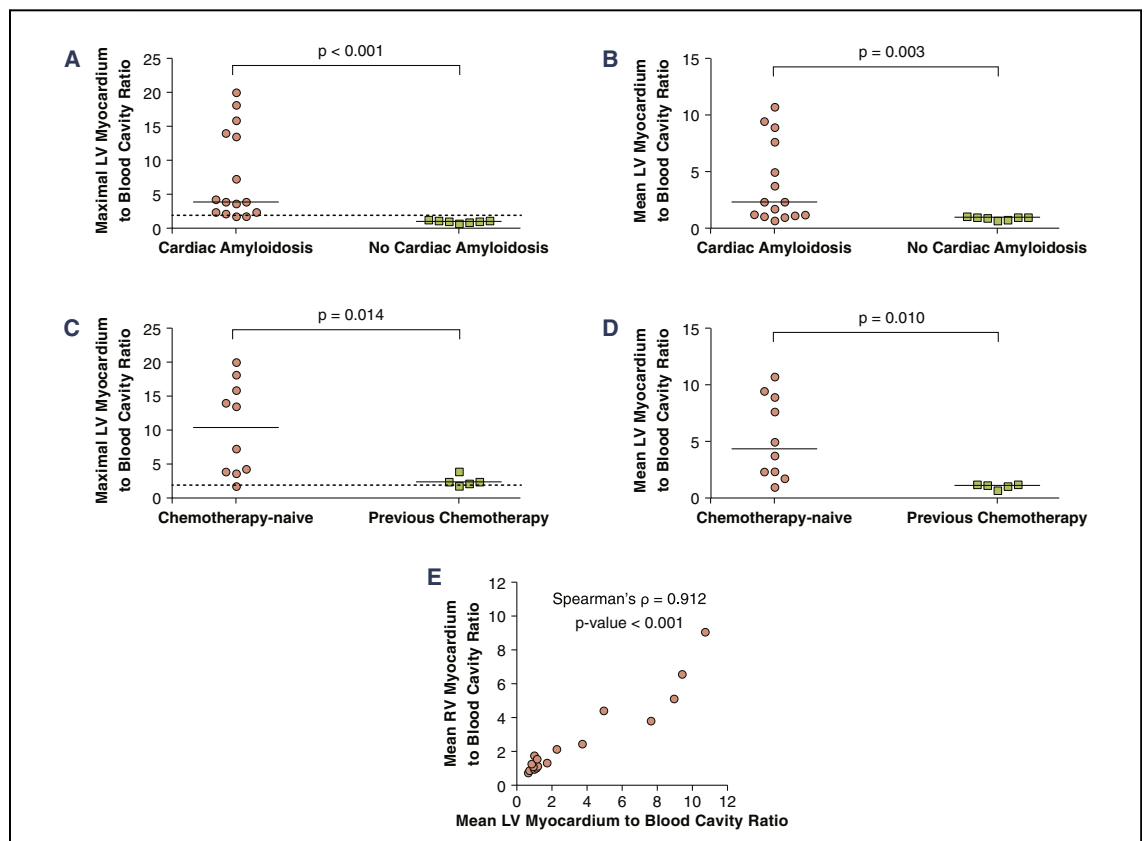 A
p < 0.001
Maximal LV Myocardium
to Blood Cavity Ratio
25
20
15
10
5
0
Cardiac Amyloidosis
No Cardiac Amyloidosis
B
p = 0.003
Mean LV Myocardium
to Blood Cavity Ratio
15
10
5
0
Cardiac Amyloidosis
No Cardiac Amyloidosis
C
p = 0.014
Maximal LV Myocardium
to Blood Cavity Ratio
25
20
15
10
5
0
Chemotherapy-naive
Previous Chemotherapy
D
p = 0.010
Mean LV Myocardium
to Blood Cavity Ratio
15
10
5
0
Chemotherapy-naive
Previous Chemotherapy
E
Spearman's ρ = 0.912
p-value < 0.001
Mean RV Myocardium
to Blood Cavity Ratio
12
10
8
6
4
2
0
0 2 4 6 8 10 12
Mean LV Myocardium to Blood Cavity Ratio